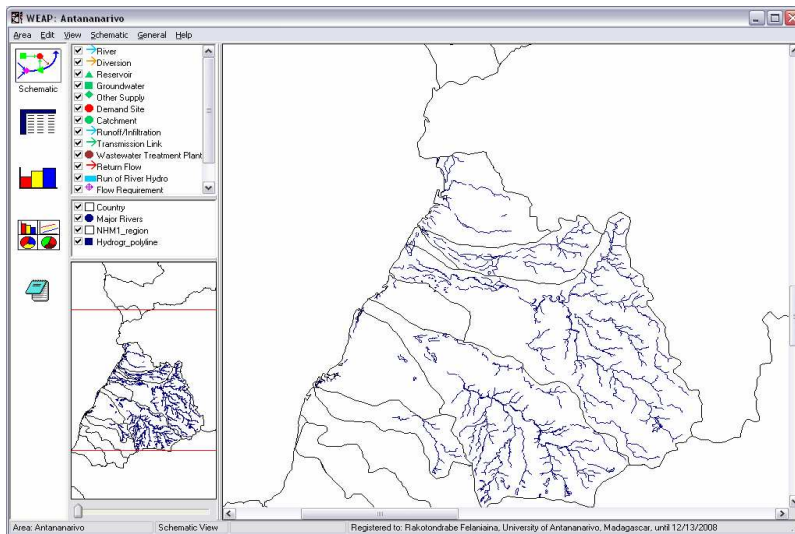 WEAP: Antananarivo
Area Edit View Schematic General Help
Schematic
River
Diversion
Reservoir
Groundwater
Other Supply
Demand Site
Catchment
Runoff/Infiltration
Transmission Link
Wastewater Treatment Plant
Return Flow
Run of River Hydro
Flow Requirement
Country
Major Rivers
NHM1_region
Hydrogr_polyline
Area: Antananarivo Schematic View Registered to: Rakotondrabe Felaniaina, University of Antananarivo, Madagascar, until 12/13/2008